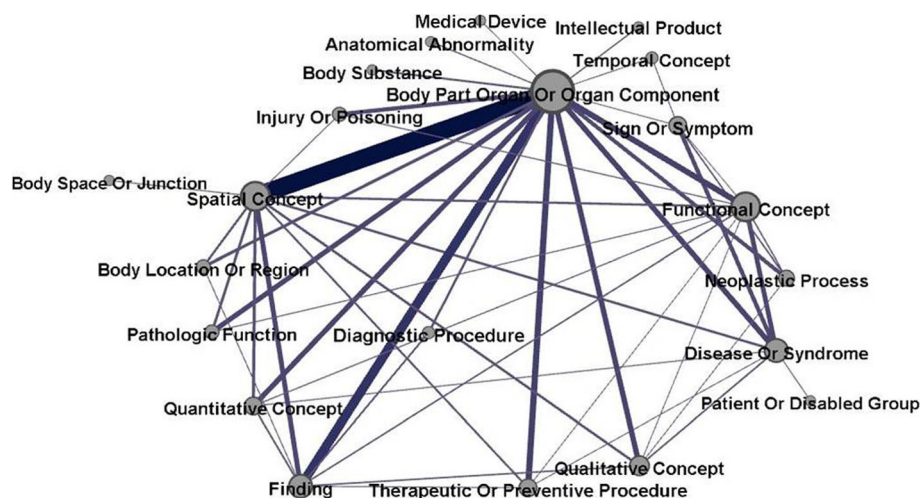 Medical Device
Intellectual Product
Anatomical Abnormality
Temporal Concept
Body Substance
Body Part Organ Or Organ Component
Injury Or Poisoning
Sign Or Symptom
Body Space Or Junction
Spatial Concept
Functional Concept
Body Location Or Region
Neoplastic Process
Pathologic Function
Diagnostic Procedure
Disease Or Syndrome
Patient Or Disabled Group
Quantitative Concept
Qualitative Concept
Finding
Therapeutic Or Preventive Procedure